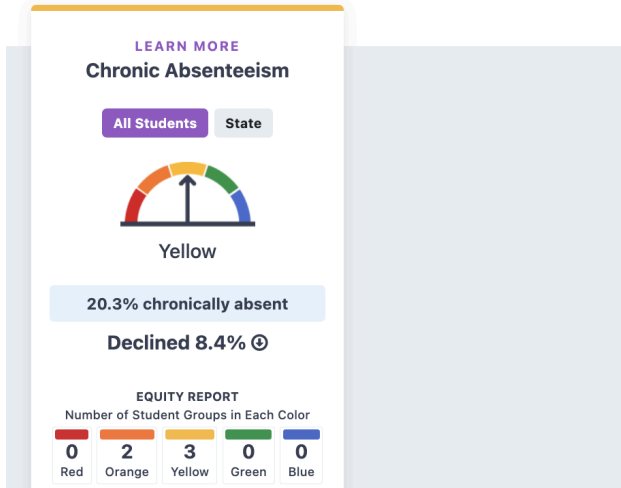 LEARN MORE
Chronic Absenteeism
All Students State
Yellow
20.3% chronically absent
Declined 8.4%
EQUITY REPORT
Number of Student Groups in Each Color
0 2 3 0 0
Red Orange Yellow Green Blue